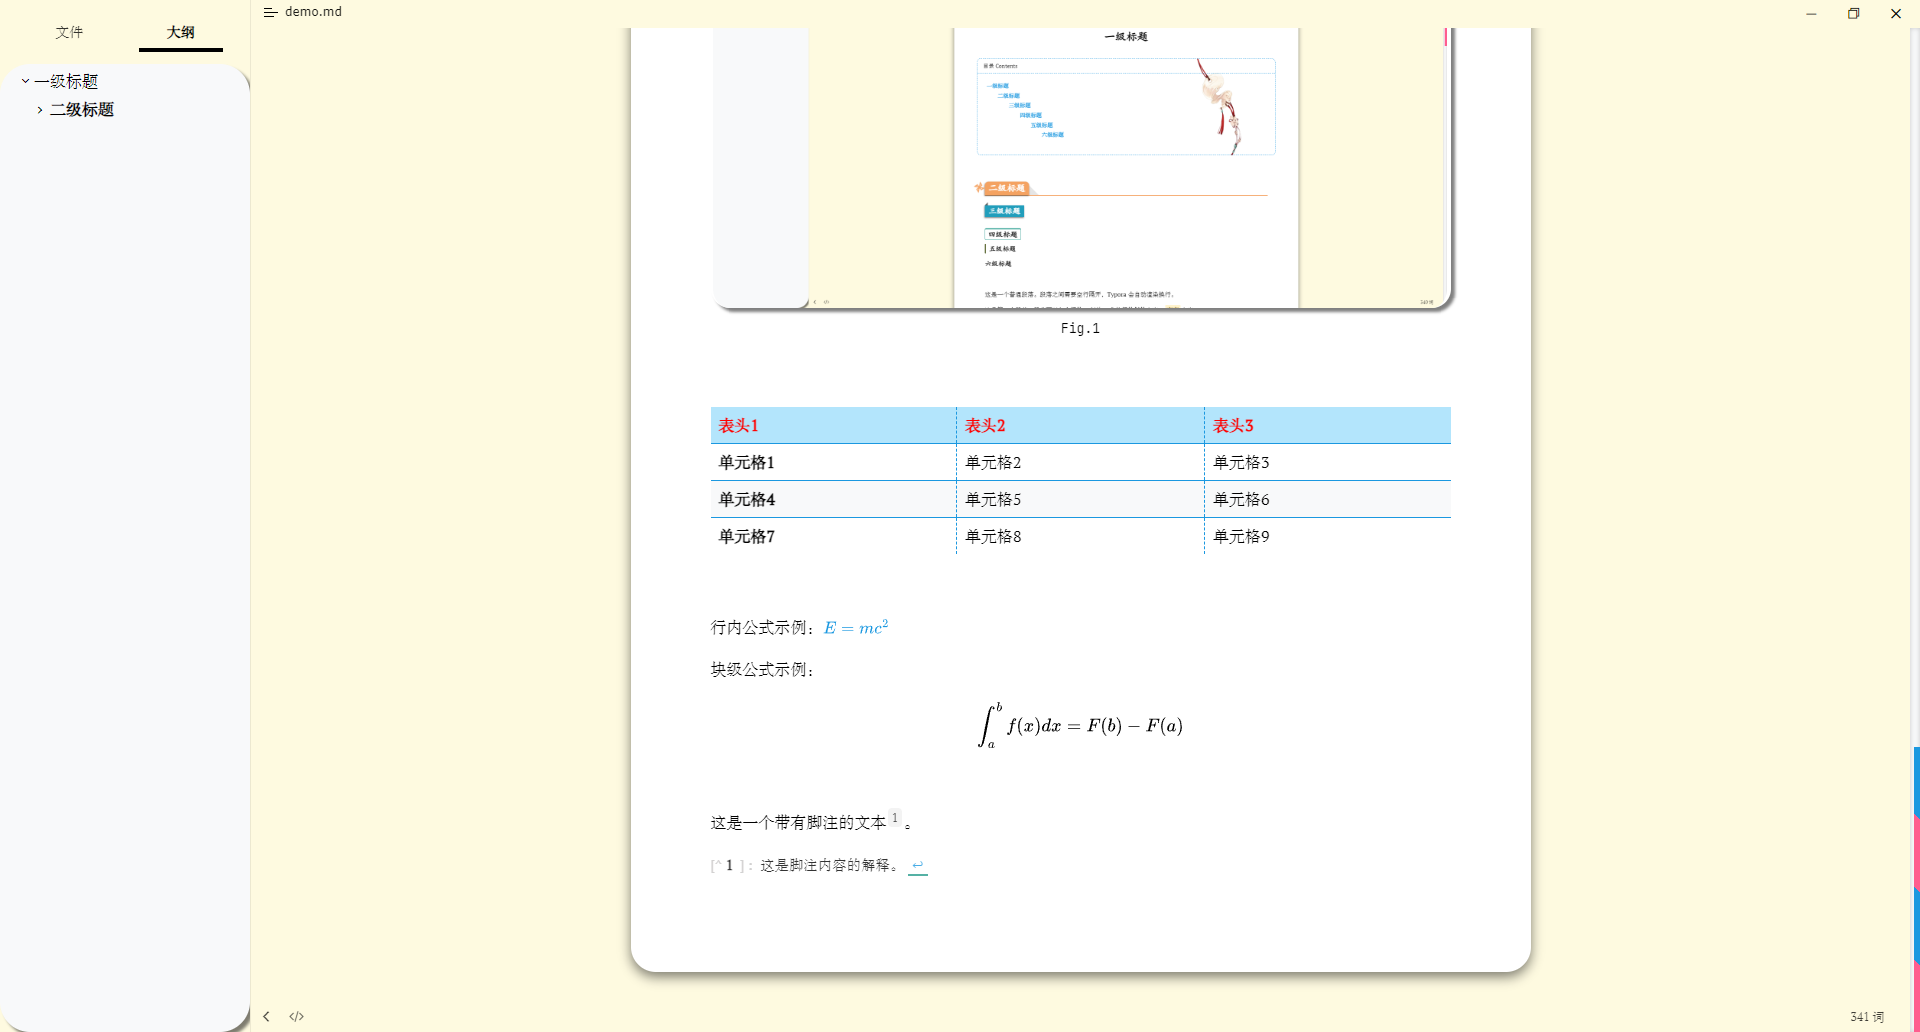 文件 大纲
demo.md
一级标题
二级标题
一级标题
目录 Contents
一级标题
二级标题
三级标题
四级标题
五级标题
六级标题
二级标题
三级标题
四级标题
五级标题
六级标题
这是一个普通段落。段落之间需要空行隔开，Typora 会自动渲染换行。
Fig.1
表头1 表头2 表头3
单元格1 单元格2 单元格3
单元格4 单元格5 单元格6
单元格7 单元格8 单元格9
行内公式示例：E = mc²
块级公式示例：
∫ₐᵇ f(x)dx = F(b) − F(a)
这是一个带有脚注的文本1。
[^1]：这是脚注内容的解释。↩
</> 341 词